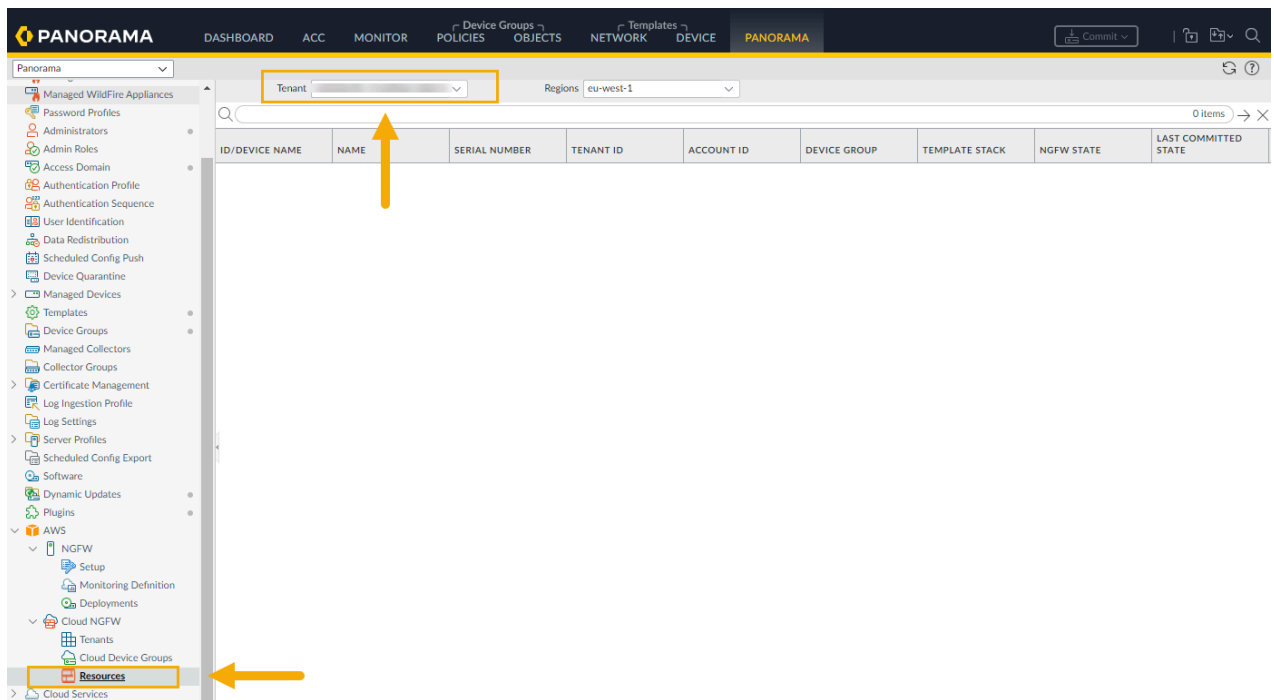 PANORAMA
Device Groups
Templates
DASHBOARD ACC MONITOR POLICIES OBJECTS NETWORK DEVICE PANORAMA Commit
Panorama
Tenant Regions eu-west-1
Managed WildFire Appliances
0 items
Password Profiles
Administrators
Admin Roles
Access Domain
Authentication Profile
Authentication Sequence
User Identification
Data Redistribution
Scheduled Config Push
Device Quarantine
Managed Devices
Templates
Device Groups
Managed Collectors
Collector Groups
Certificate Management
Log Ingestion Profile
Log Settings
Server Profiles
Scheduled Config Export
Software
Dynamic Updates
Plugins
AWS
NGFW
Setup
Monitoring Definition
Deployments
Cloud NGFW
Tenants
Cloud Device Groups
Resources
Cloud Services
ID/DEVICE NAME NAME SERIAL NUMBER TENANT ID ACCOUNT ID DEVICE GROUP TEMPLATE STACK NGFW STATE LAST COMMITTED
STATE